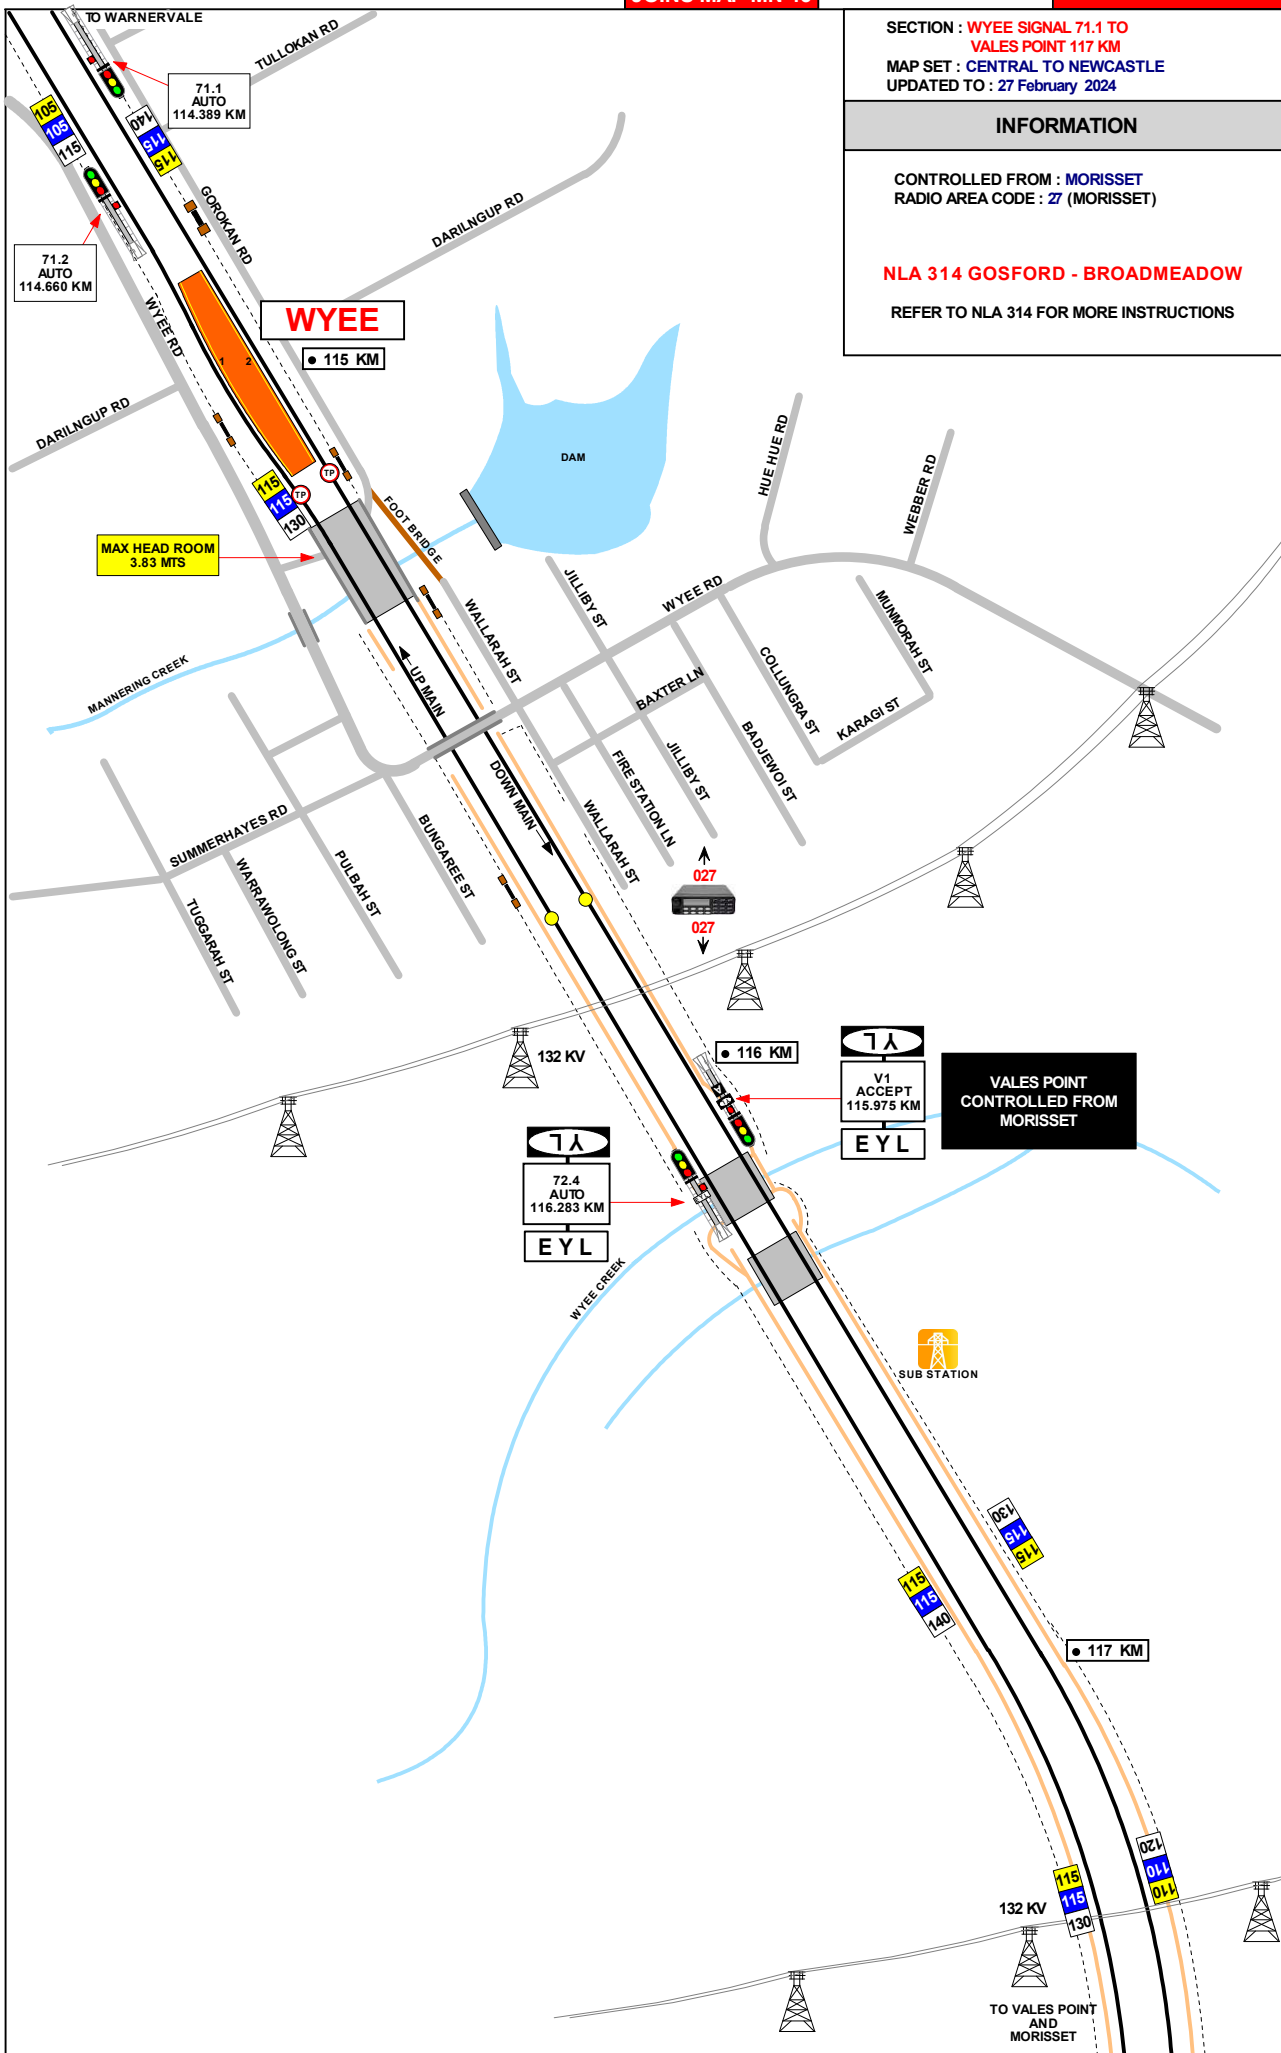 SECTION : WYEE SIGNAL 71.1 TO
VALES POINT 117 KM
MAP SET : CENTRAL TO NEWCASTLE
UPDATED TO : 27 February 2024
INFORMATION
CONTROLLED FROM : MORISSET
RADIO AREA CODE : 27 (MORISSET)
NLA 314 GOSFORD - BROADMEADOW
REFER TO NLA 314 FOR MORE INSTRUCTIONS
TO WARNERVALE
TULLOKAN RD
71.1
AUTO
114.389 KM
105
105
115
140
115
115
GOROKAN RD
DARILNGUP RD
71.2
AUTO
114.660 KM
WYEE RD
WYEE
115 KM
1 2
DARILNGUP RD
TP
TP
115
115
130
FOOT BRIDGE
DAM
HUE HUE RD
WEBBER RD
MAX HEAD ROOM
3.83 MTS
MANNERING CREEK
UP MAIN
WALLARAH ST
JILLIBY ST
WYEE RD
MUNMORAH ST
COLLUNGRA ST
KARAGI ST
BAXTER LN
BADJEWOI ST
JILLIBY ST
FIRE STATION LN
WALLARAH ST
DOWN MAIN
SUMMERHAYES RD
BUNGAREE ST
PULBAH ST
WARRAWOLONG ST
TUGGARAH ST
027
027
132 KV
116 KM
YL
V1
ACCEPT
115.975 KM
EYL
VALES POINT
CONTROLLED FROM
MORISSET
YL
72.4
AUTO
116.283 KM
EYL
WYEE CREEK
SUB STATION
130
115
115
115
115
140
117 KM
120
110
110
115
115
130
132 KV
TO VALES POINT
AND
MORISSET